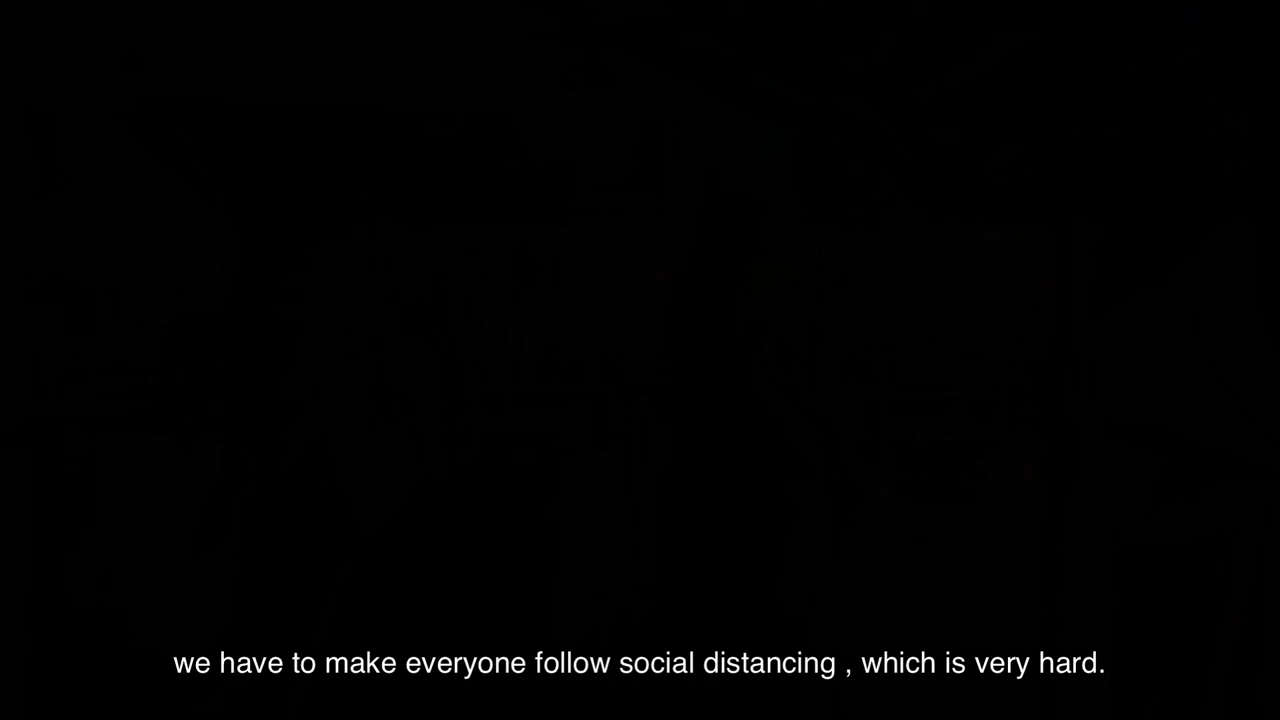 we have to make everyone follow social distancing , which is very hard.